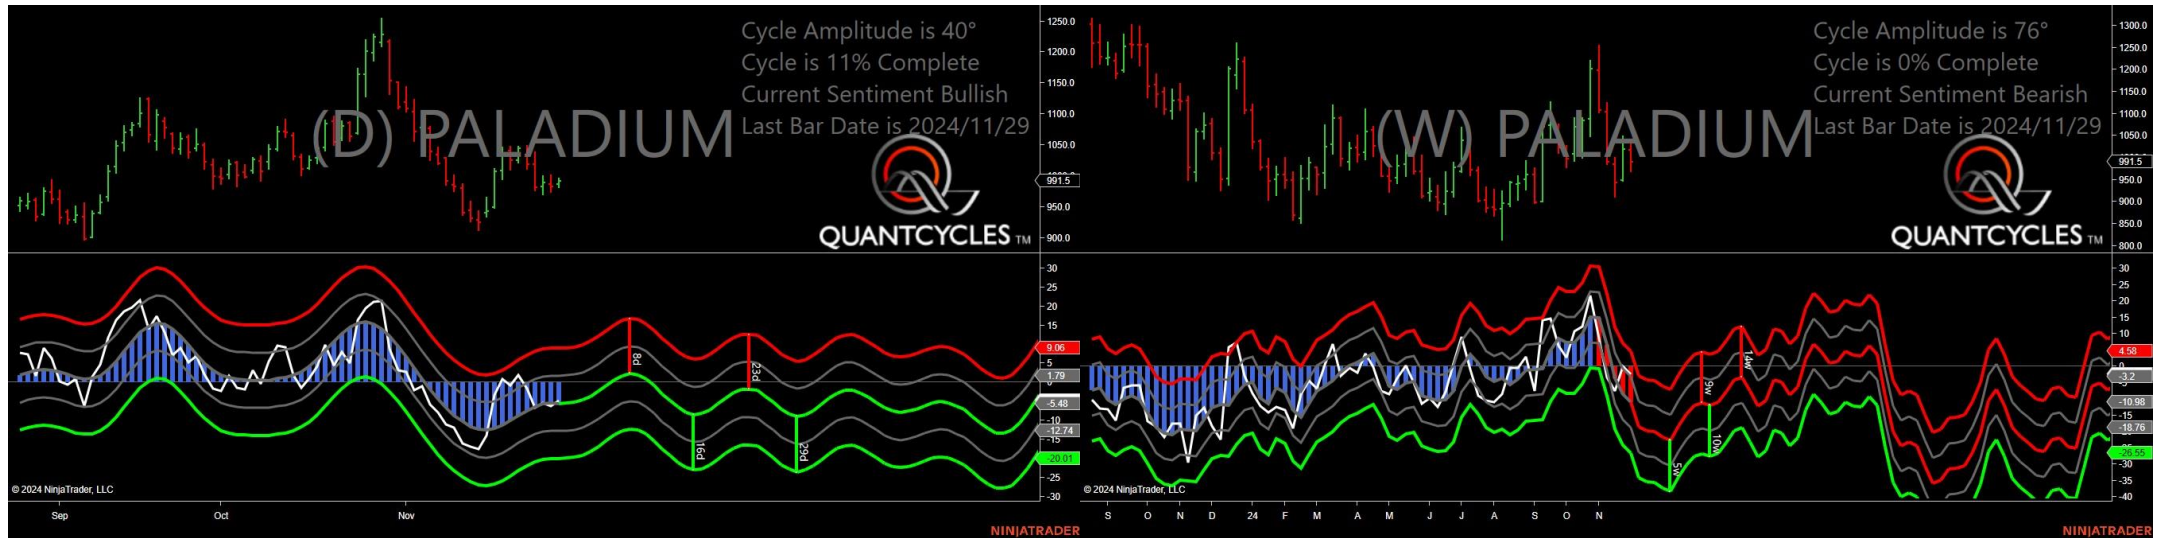 Cycle Amplitude is 40°
Cycle is 11% Complete
Current Sentiment Bullish
Last Bar Date is 2024/11/29
(D) PALADIUM
QUANTCYCLES TM
1250.0
1200.0
1150.0
1100.0
1050.0
991.5
950.0
900.0
30
25
20
15
9.06
5
1.79
-5.48
-10
-12.74
-20.01
-25
-30
8d
16d
23d
29d
© 2024 NinjaTrader, LLC
Sep Oct Nov
NINJATRADER
Cycle Amplitude is 76°
Cycle is 0% Complete
Current Sentiment Bearish
Last Bar Date is 2024/11/29
(W) PALADIUM
QUANTCYCLES TM
1300.0
1250.0
1200.0
1150.0
1100.0
1050.0
991.5
950.0
900.0
850.0
800.0
30
25
20
15
10
4.58
-3.2
-10.98
-15
-18.76
-26.55
-30
-35
-40
5w
9w
10w
14w
© 2024 NinjaTrader, LLC
S O N D 24 F M A M J J A S O N
NINJATRADER